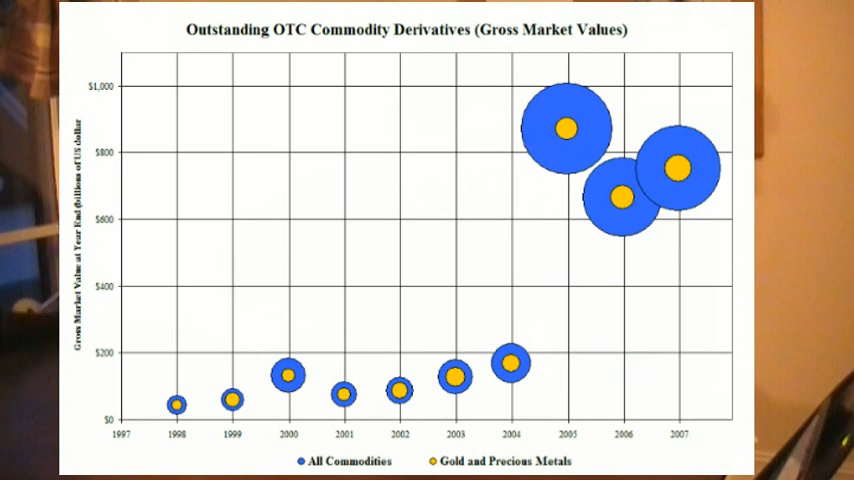 Outstanding OTC Commodity Derivatives (Gross Market Values)
Gross Market Value at Year End (billions of US dollar
$1,000
$800
$600
$400
$200
$0
1997 1998 1999 2000 2001 2002 2003 2004 2005 2006 2007
All Commodities Gold and Precious Metals